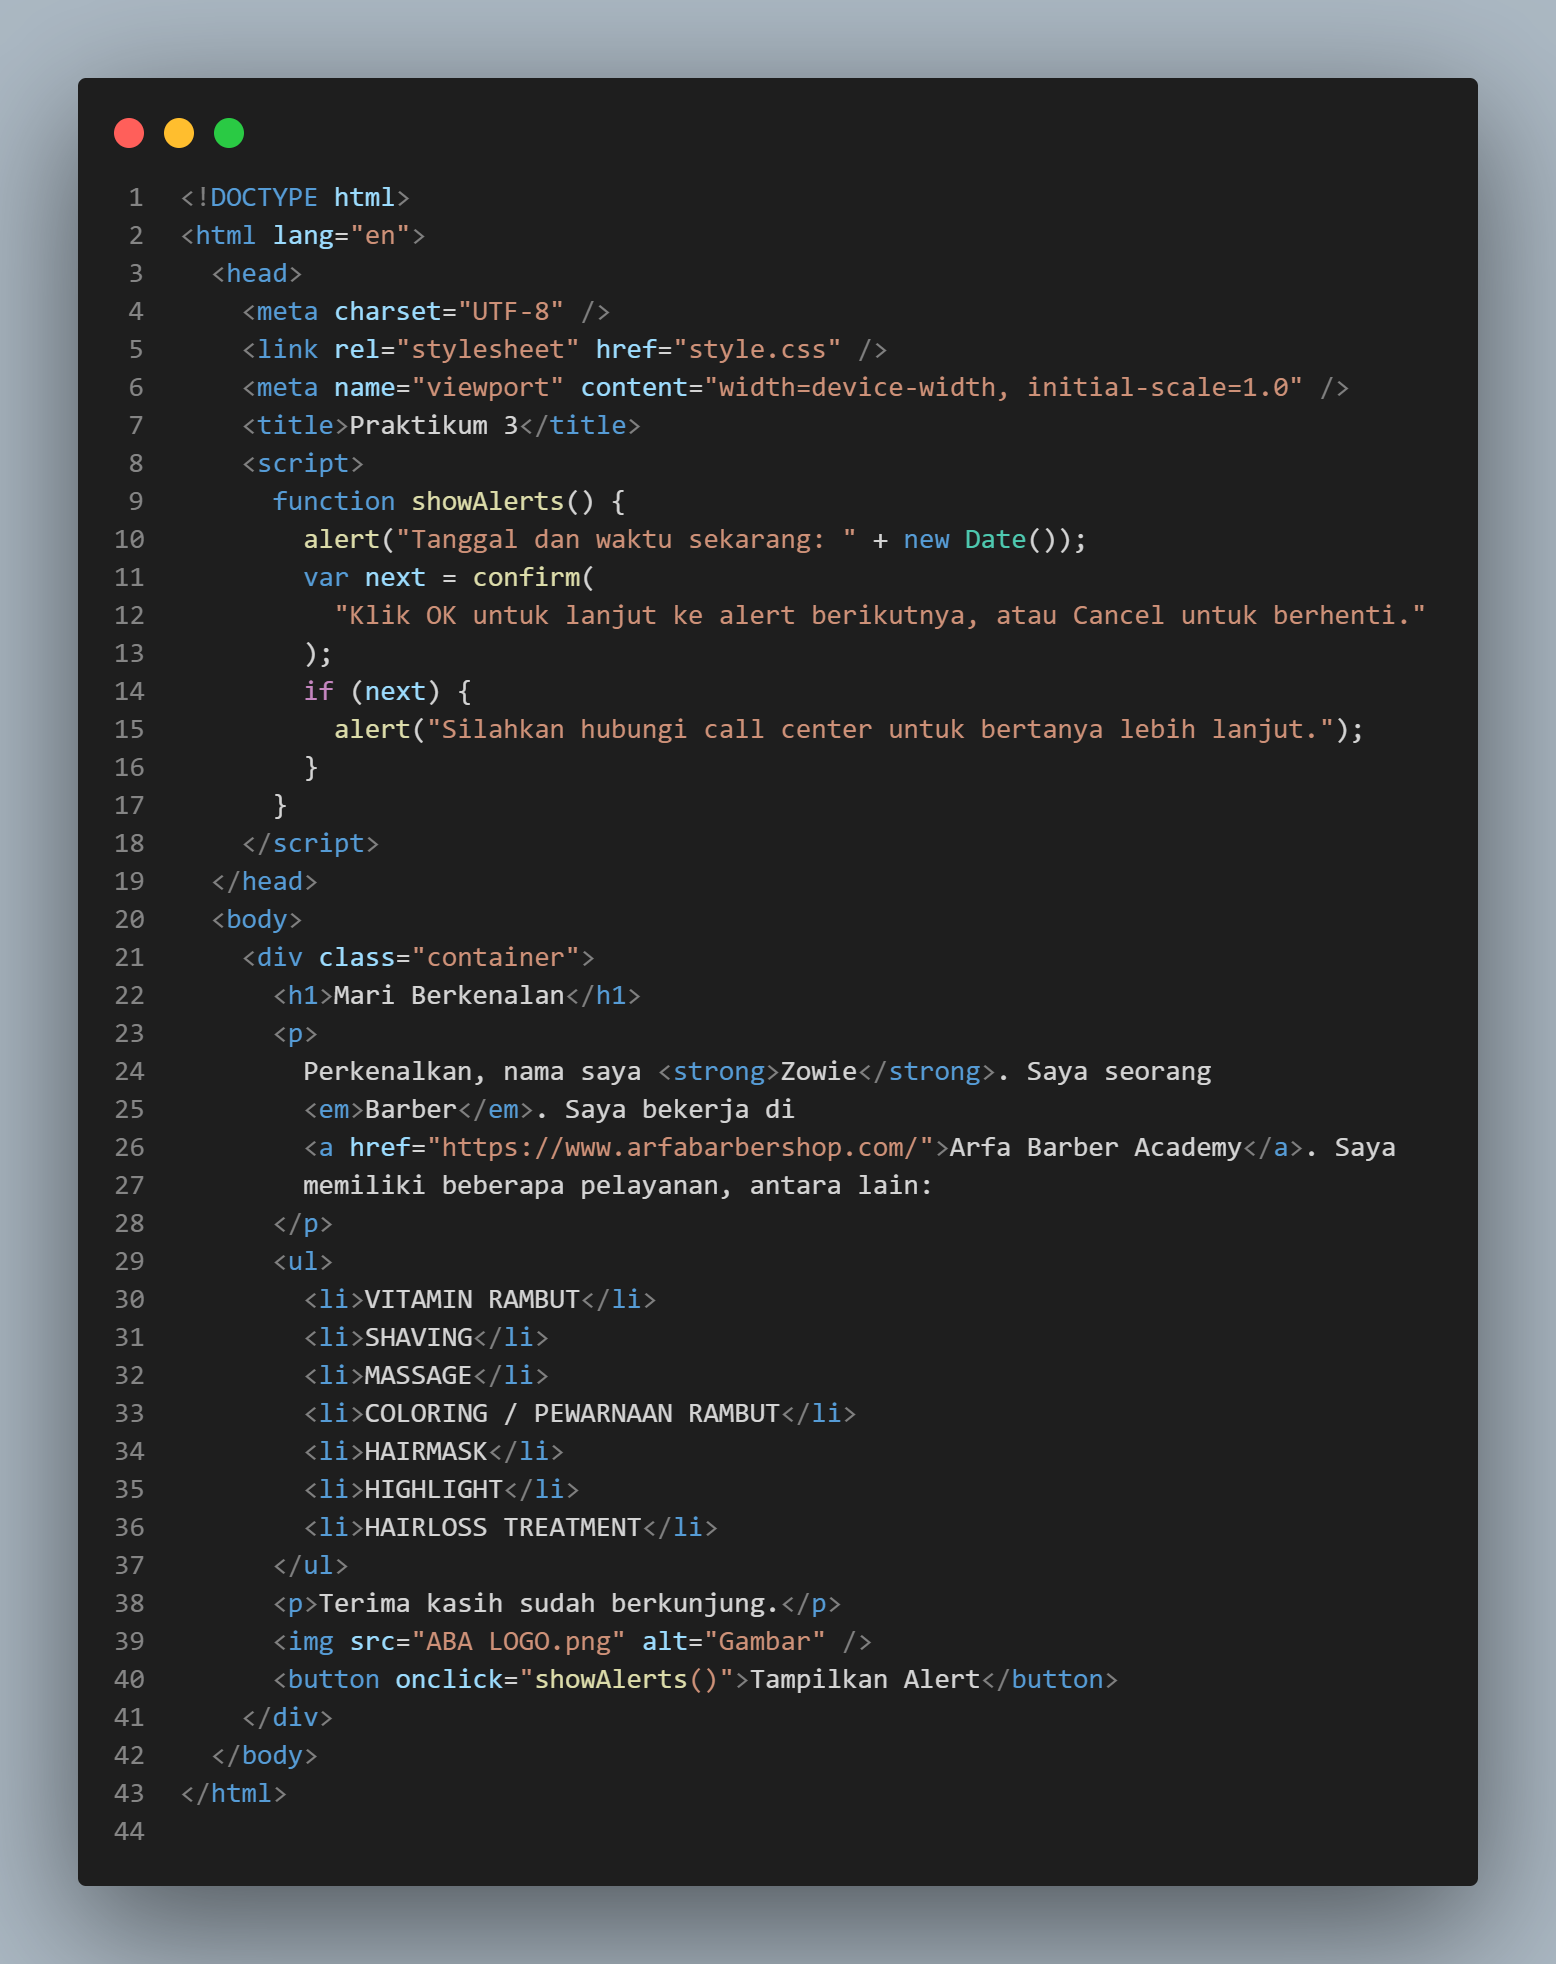 1 <!DOCTYPE html>
2 <html lang="en">
3   <head>
4     <meta charset="UTF-8" />
5     <link rel="stylesheet" href="style.css" />
6     <meta name="viewport" content="width=device-width, initial-scale=1.0" />
7     <title>Praktikum 3</title>
8     <script>
9       function showAlerts() {
10         alert("Tanggal dan waktu sekarang: " + new Date());
11         var next = confirm(
12           "Klik OK untuk lanjut ke alert berikutnya, atau Cancel untuk berhenti."
13         );
14         if (next) {
15           alert("Silahkan hubungi call center untuk bertanya lebih lanjut.");
16         }
17       }
18     </script>
19   </head>
20   <body>
21     <div class="container">
22       <h1>Mari Berkenalan</h1>
23       <p>
24         Perkenalkan, nama saya <strong>Zowie</strong>. Saya seorang
25         <em>Barber</em>. Saya bekerja di
26         <a href="https://www.arfabarbershop.com/">Arfa Barber Academy</a>. Saya
27         memiliki beberapa pelayanan, antara lain:
28       </p>
29       <ul>
30         <li>VITAMIN RAMBUT</li>
31         <li>SHAVING</li>
32         <li>MASSAGE</li>
33         <li>COLORING / PEWARNAAN RAMBUT</li>
34         <li>HAIRMASK</li>
35         <li>HIGHLIGHT</li>
36         <li>HAIRLOSS TREATMENT</li>
37       </ul>
38       <p>Terima kasih sudah berkunjung.</p>
39       <img src="ABA LOGO.png" alt="Gambar" />
40       <button onclick="showAlerts()">Tampilkan Alert</button>
41     </div>
42   </body>
43 </html>
44